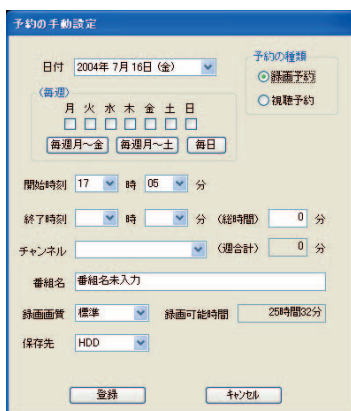 予約の手動設定
日付 2004年 7月 16日 (金)
予約の種類
録画予約
視聴予約
(毎週)
月 火 水 木 金 土 日
毎週月～金 毎週月～土 毎日
開始時刻 17 時 05 分
終了時刻 時 分 (総時間) 0 分
チャンネル (週合計) 0 分
番組名 番組名未入力
録画画質 標準 録画可能時間 25時間32分
保存先 HDD
登録 キャンセル